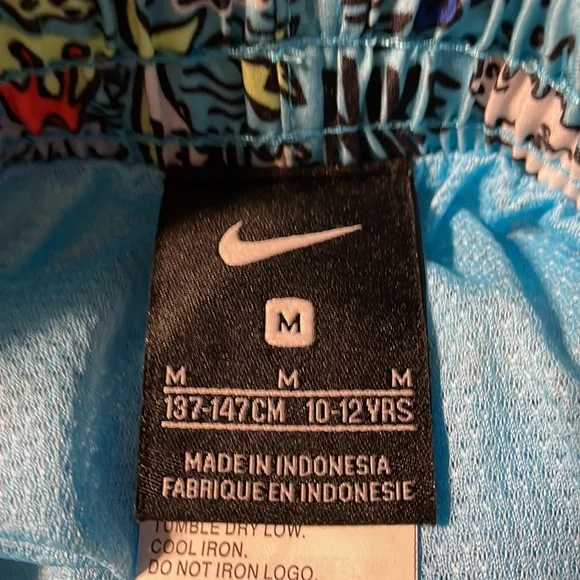 M
M M M
137-147CM 10-12 YRS
MADE IN INDONESIA
FABRIQUE EN INDONESIE
TUMBLE DRY LOW.
COOL IRON.
DO NOT IRON LOGO.